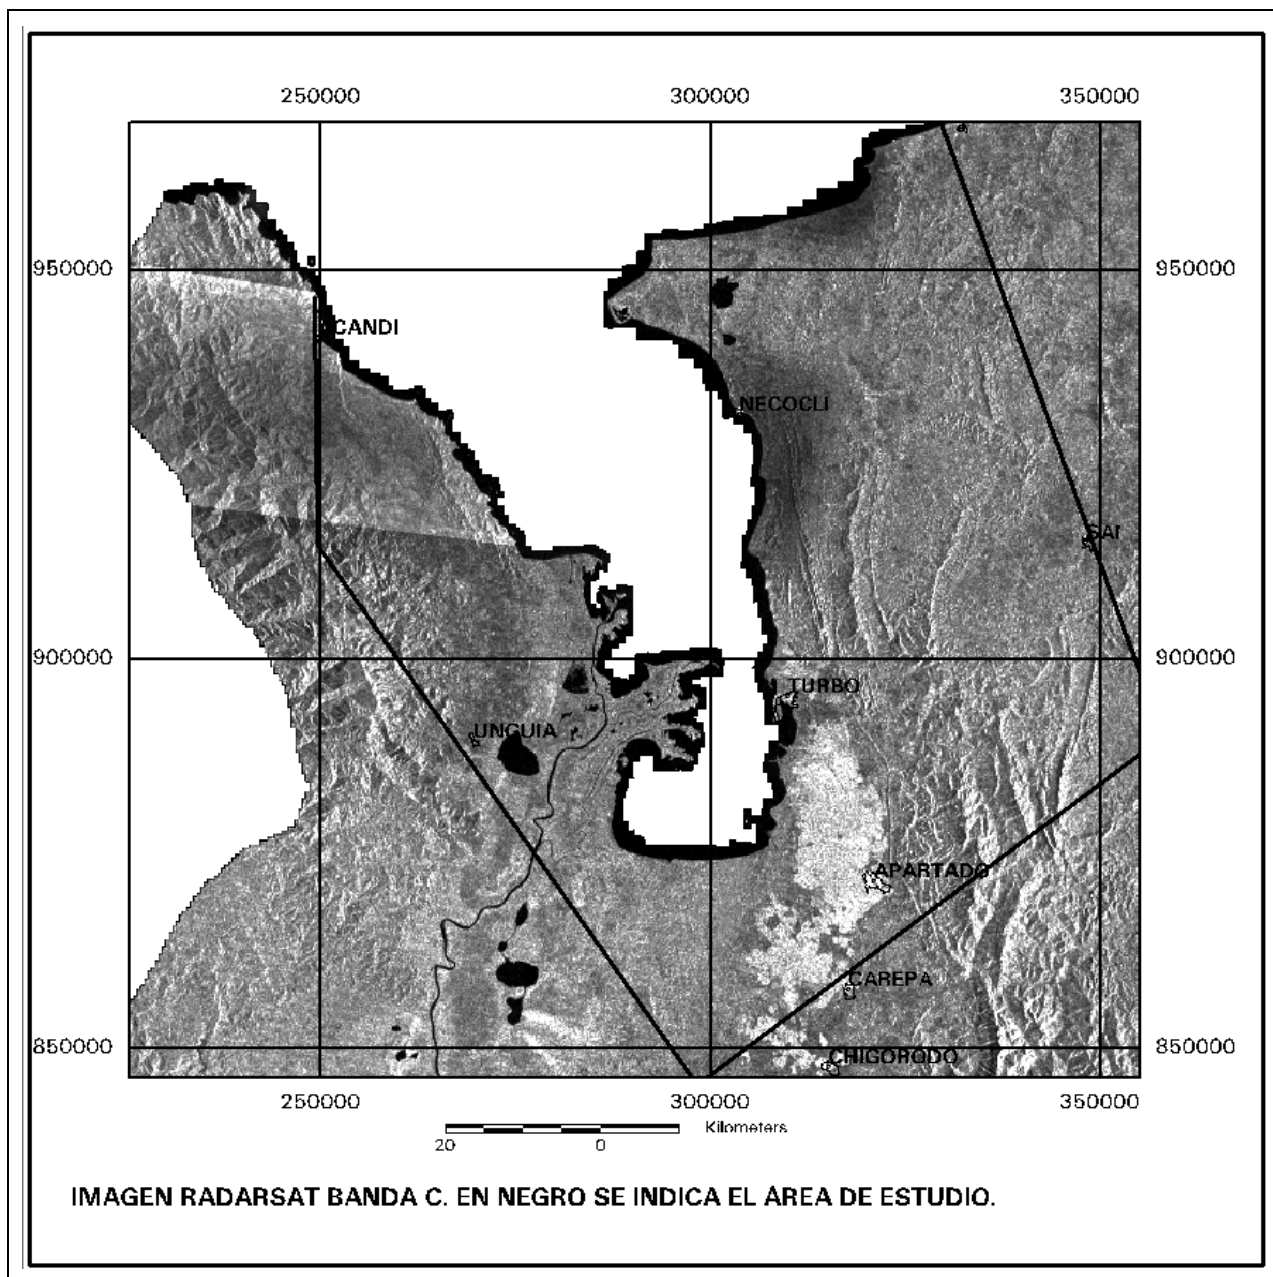 250000 300000 350000
950000 950000
CANDI
NECOCLI
SAI
900000 900000
TURBO
UNGUIA
APARTADO
CAREPA
850000 850000
CHIGORODO
250000 300000 350000
Kilometers
20 0
IMAGEN RADARSAT BANDA C. EN NEGRO SE INDICA EL ÁREA DE ESTUDIO.